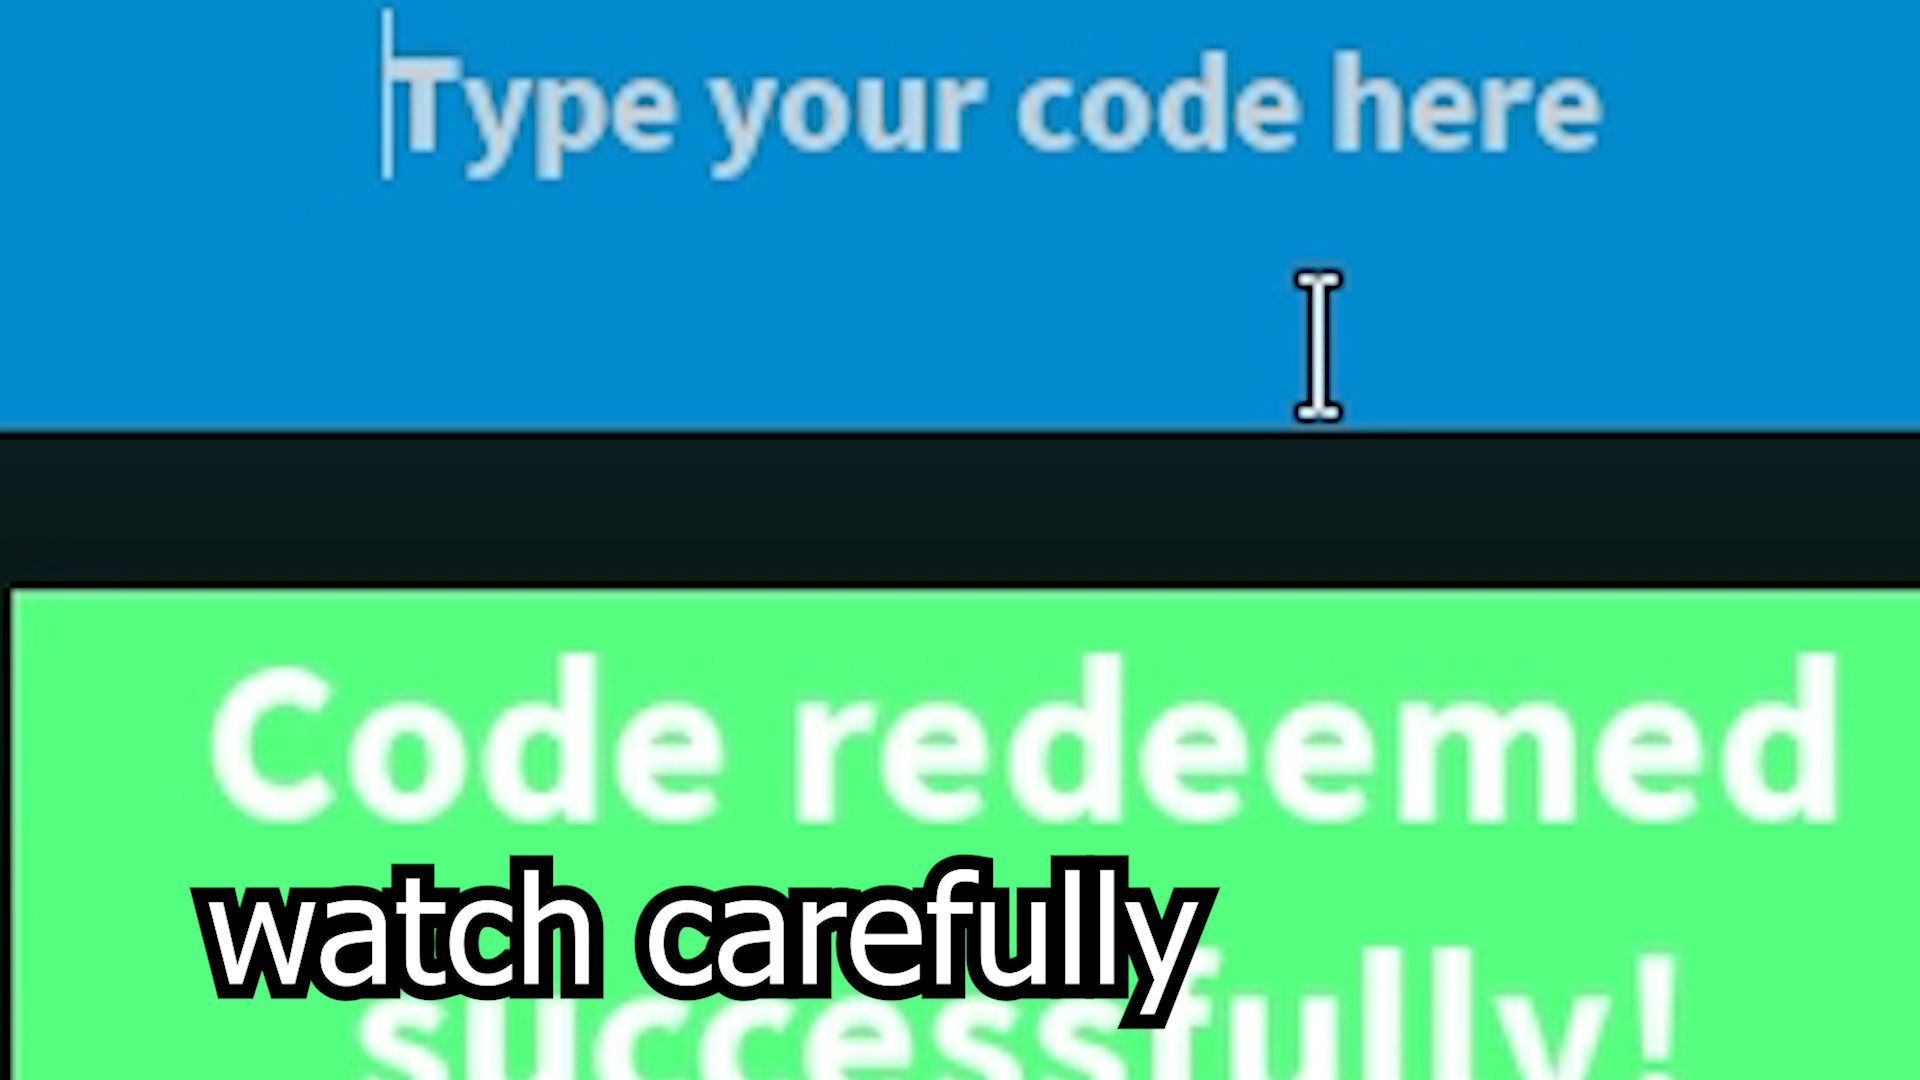 Type your code here
Code redeemed
watch carefully
successfully!